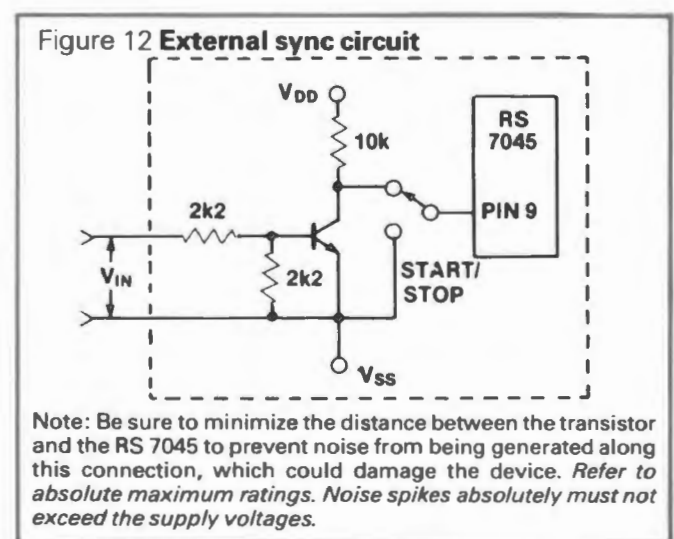 Figure 12 External sync circuit
VDD
RS
7045
10k
2k2
PIN 9
VIN
2k2
START/
STOP
VSS
Note: Be sure to minimize the distance between the transistor
and the RS 7045 to prevent noise from being generated along
this connection, which could damage the device. Refer to
absolute maximum ratings. Noise spikes absolutely must not
exceed the supply voltages.